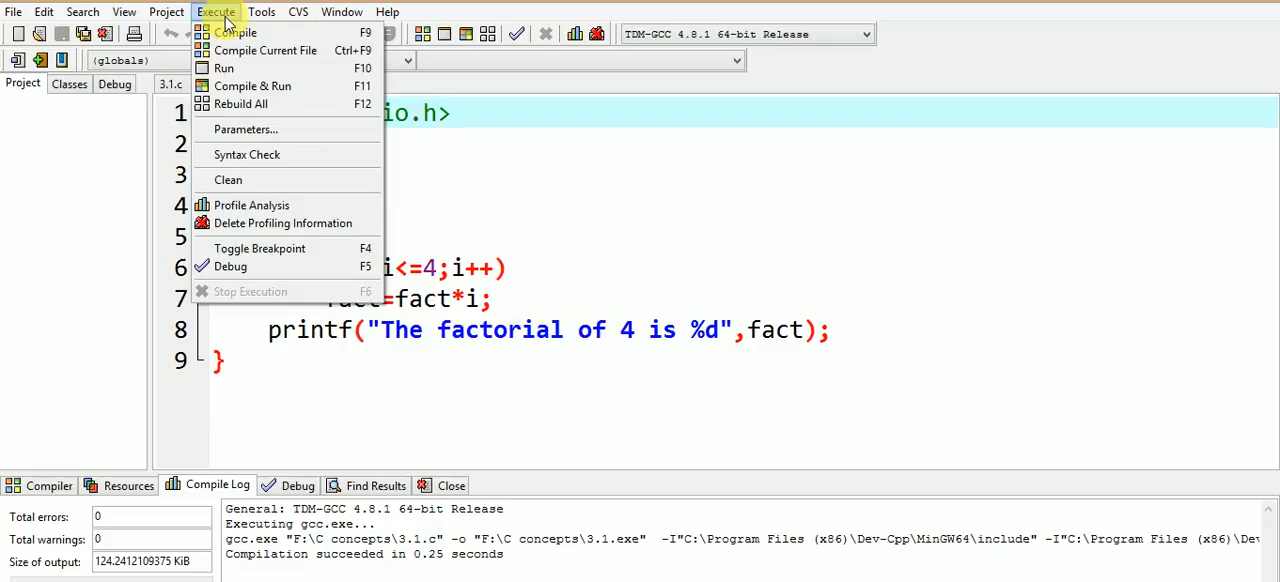 File Edit Search View Project Execute Tools CVS Window Help
TDM-GCC 4.8.1 64-bit Release
(globals)
Project Classes Debug 3.1.c
Compile F9
Compile Current File Ctrl+F9
Run F10
Compile & Run F11
Rebuild All F12
Parameters...
Syntax Check
Clean
Profile Analysis
Delete Profiling Information
Toggle Breakpoint F4
Debug F5
Stop Execution F6
1 io.h>
2
3
4
5
6 i<=4;i++)
7 fact=fact*i;
8 printf("The factorial of 4 is %d",fact);
9 }
Compiler Resources Compile Log Debug Find Results Close
Total errors: 0
Total warnings: 0
Size of output: 124.2412109375 KiB
General: TDM-GCC 4.8.1 64-bit Release
Executing gcc.exe...
gcc.exe "F:\C concepts\3.1.c" -o "F:\C concepts\3.1.exe" -I"C:\Program Files (x86)\Dev-Cpp\MinGW64\include" -I"C:\Program Files (x86)\Dev
Compilation succeeded in 0.25 seconds